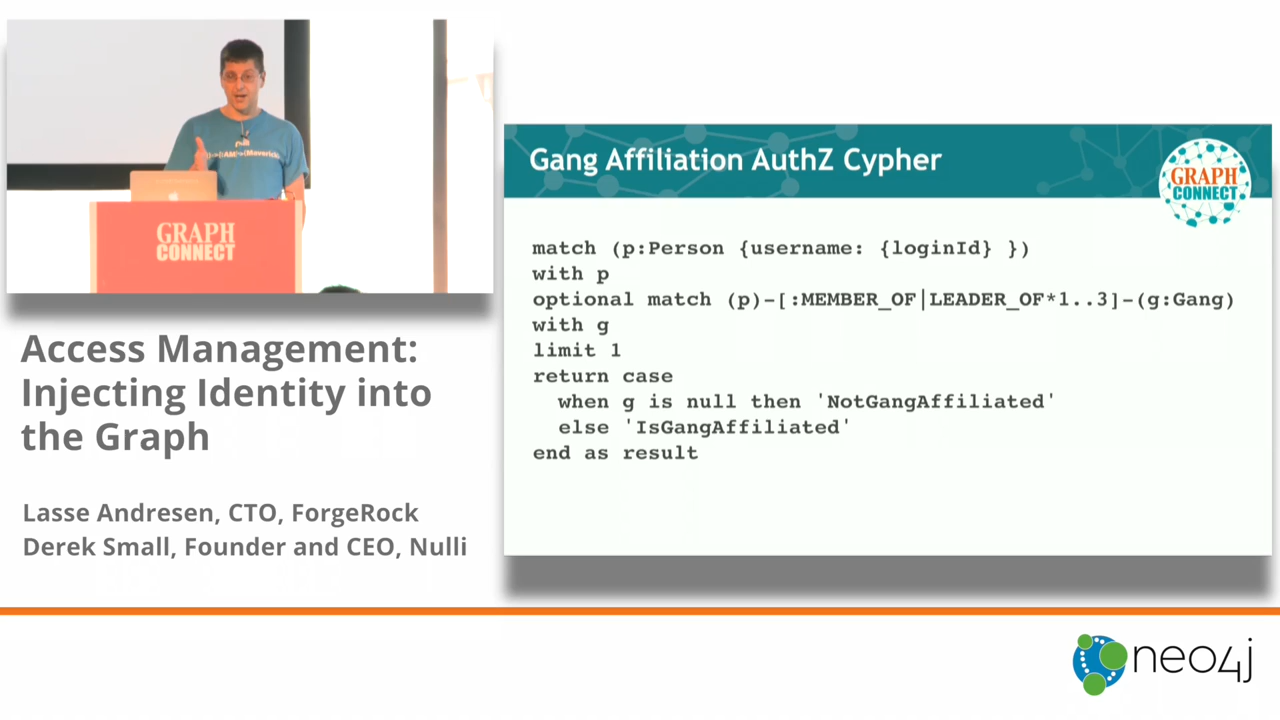 GRAPH
CONNECT
Access Management:
Injecting Identity into
the Graph
Lasse Andresen, CTO, ForgeRock
Derek Small, Founder and CEO, Nulli
Gang Affiliation AuthZ Cypher
GRAPH
CONNECT
match (p:Person {username: {loginId} })
with p
optional match (p)-[:MEMBER_OF|LEADER_OF*1..3]-(g:Gang)
with g
limit 1
return case
when g is null then 'NotGangAffiliated'
else 'IsGangAffiliated'
end as result
neo4j